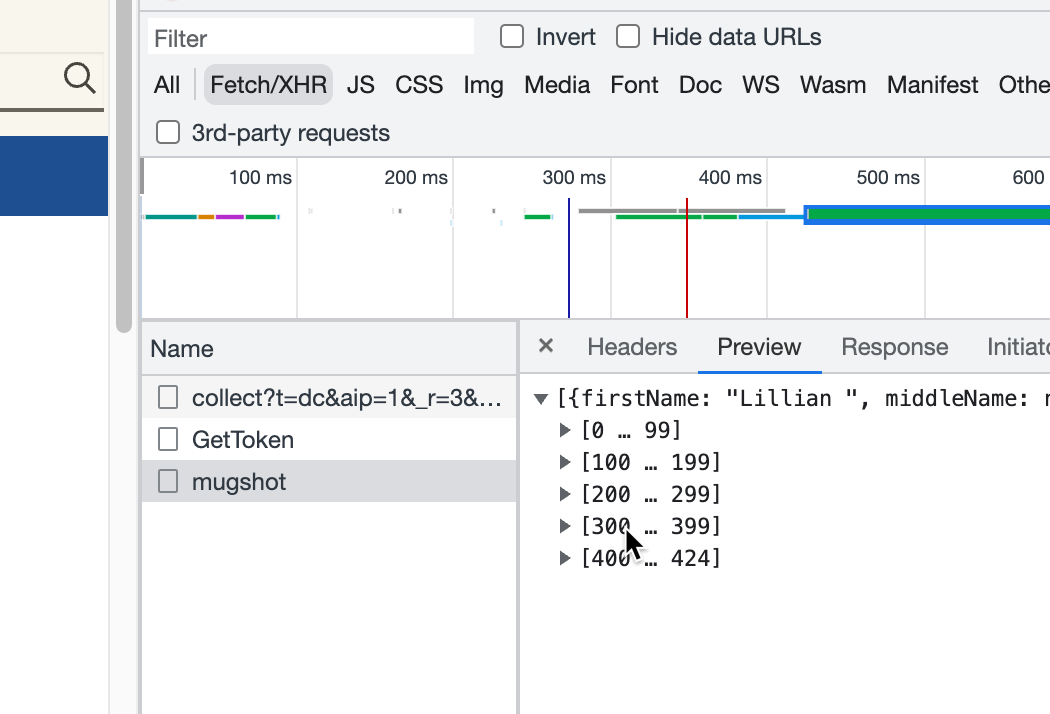 Filter Invert Hide data URLs
All Fetch/XHR JS CSS Img Media Font Doc WS Wasm Manifest Othe
3rd-party requests
100 ms 200 ms 300 ms 400 ms 500 ms 600
Name
collect?t=dc&aip=1&_r=3&…
GetToken
mugshot
× Headers Preview Response Initiato
[{firstName: "Lillian ", middleName: n
[0 … 99]
[100 … 199]
[200 … 299]
[300 … 399]
[400 … 424]